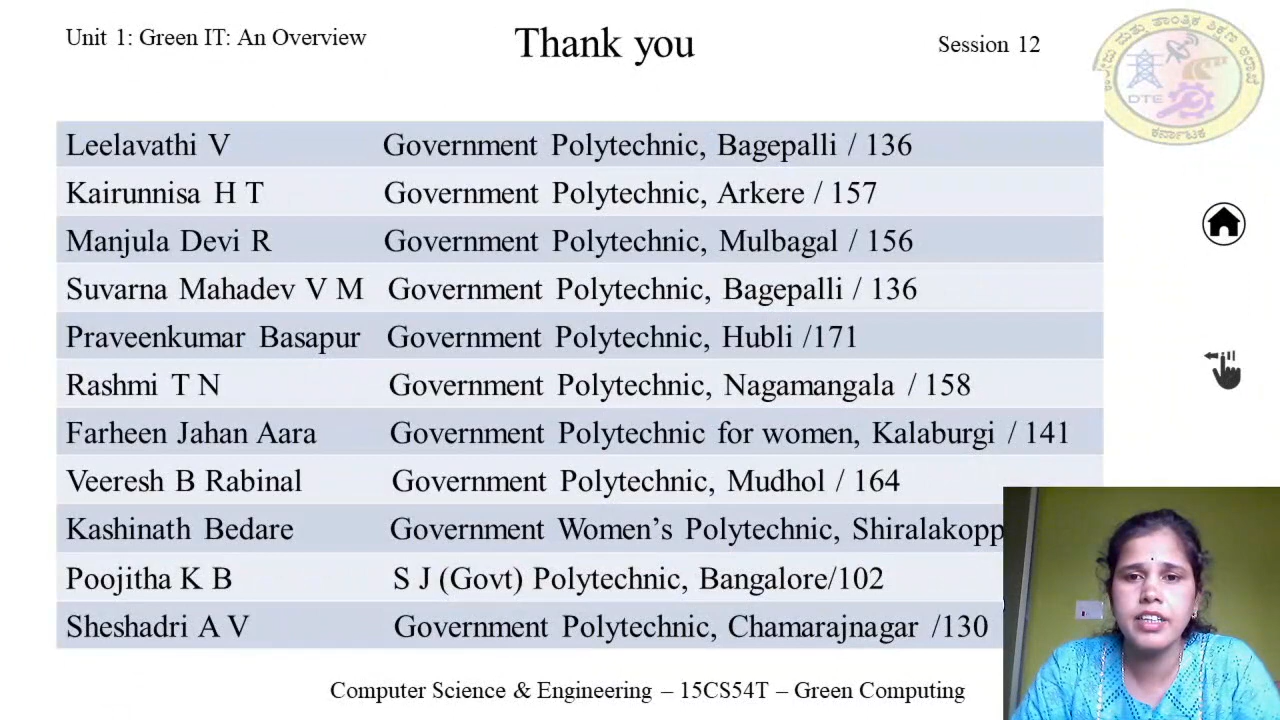 Unit 1: Green IT: An Overview
Thank you
Session 12
DTE
ಕರ್ನಾಟಕ
Leelavathi V Government Polytechnic, Bagepalli / 136
Kairunnisa H T Government Polytechnic, Arkere / 157
Manjula Devi R Government Polytechnic, Mulbagal / 156
Suvarna Mahadev V M Government Polytechnic, Bagepalli / 136
Praveenkumar Basapur Government Polytechnic, Hubli /171
Rashmi T N Government Polytechnic, Nagamangala / 158
Farheen Jahan Aara Government Polytechnic for women, Kalaburgi / 141
Veeresh B Rabinal Government Polytechnic, Mudhol / 164
Kashinath Bedare Government Women’s Polytechnic, Shiralakopp
Poojitha K B S J (Govt) Polytechnic, Bangalore/102
Sheshadri A V Government Polytechnic, Chamarajnagar /130
Computer Science & Engineering – 15CS54T – Green Computing